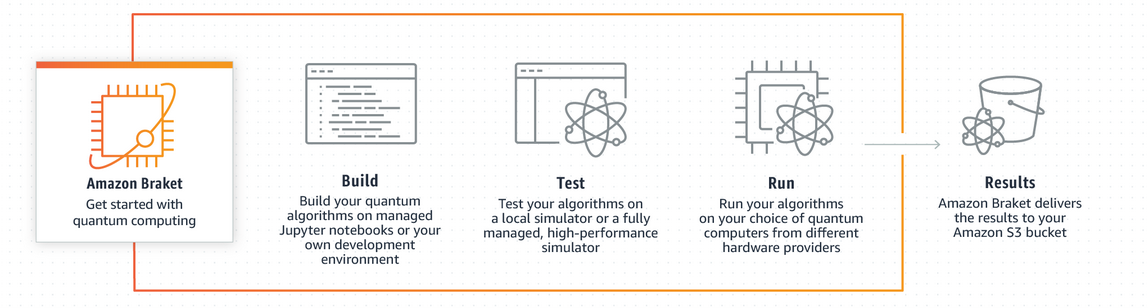 Amazon Braket
Get started with
quantum computing
Build
Build your quantum
algorithms on managed
Jupyter notebooks or your
own development
environment
Test
Test your algorithms on
a local simulator or a fully
managed, high-performance
simulator
Run
Run your algorithms
on your choice of quantum
computers from different
hardware providers
Results
Amazon Braket delivers
the results to your
Amazon S3 bucket